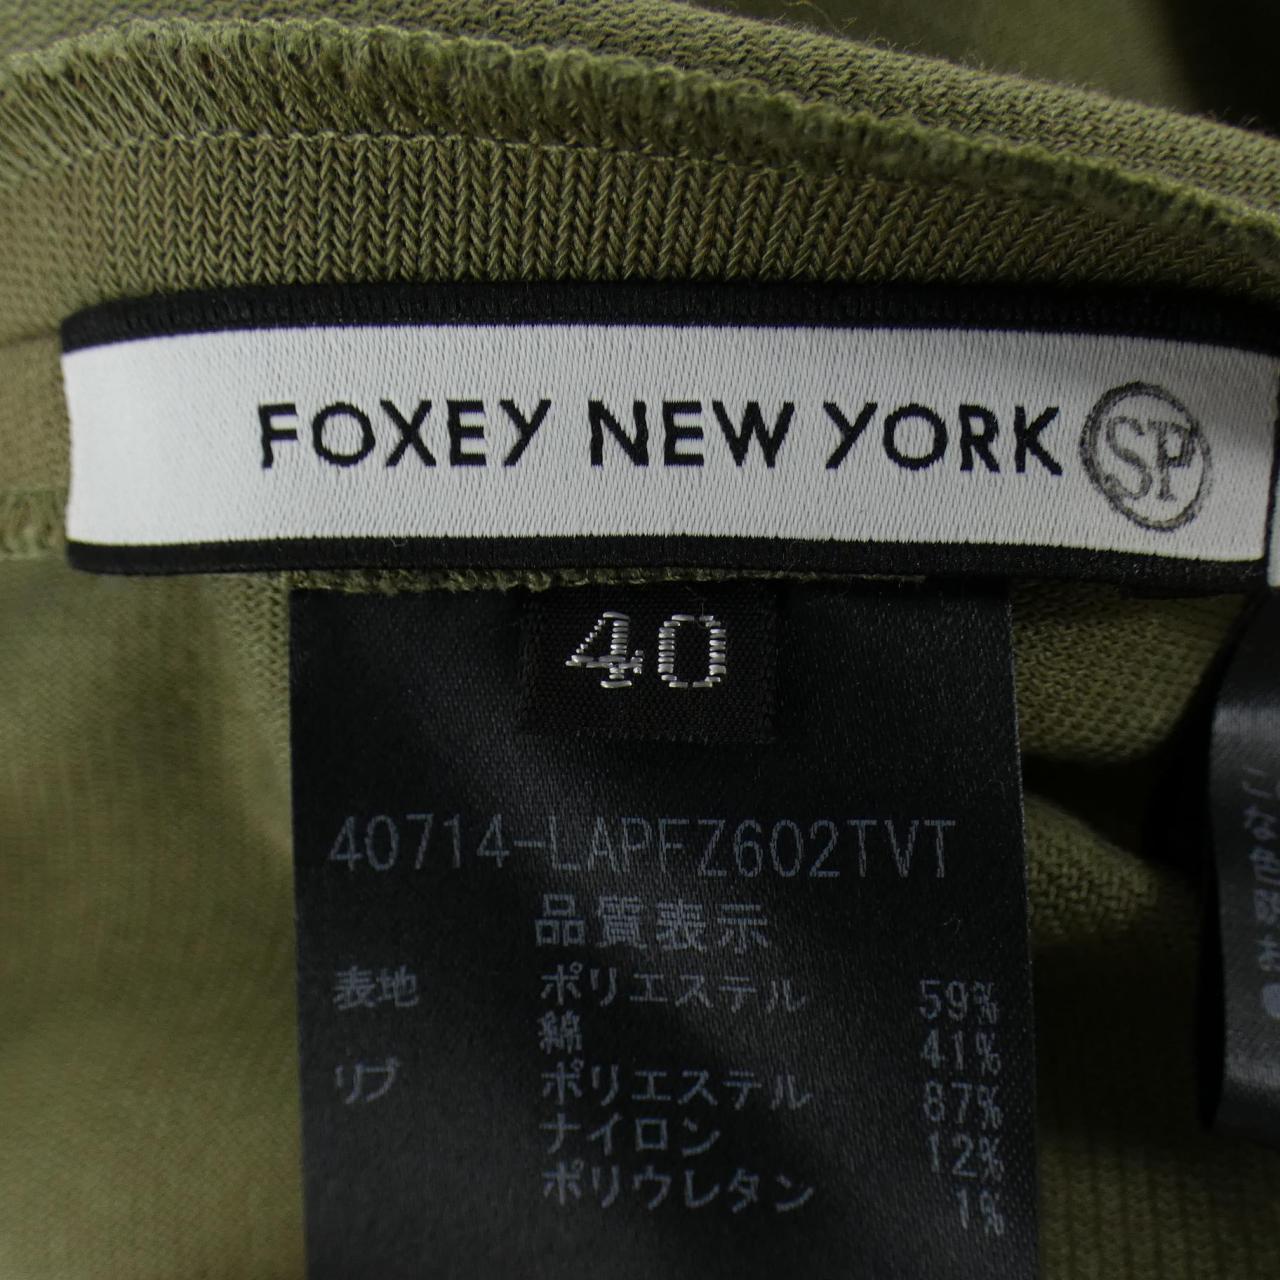 FOXEY NEW YORK SP
40
40714-LAPFZ602TVT
品質表示
表地 ポリエステル 59%
綿 41%
リブ ポリエステル 87%
ナイロン 12%
ポリウレタン 1%